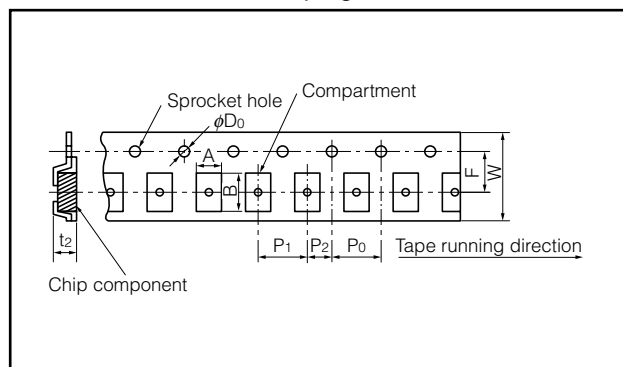 Sprocket hole
Compartment
ϕD0
A
B
F
W
t2
P1
P2
P0
Tape running direction
Chip component